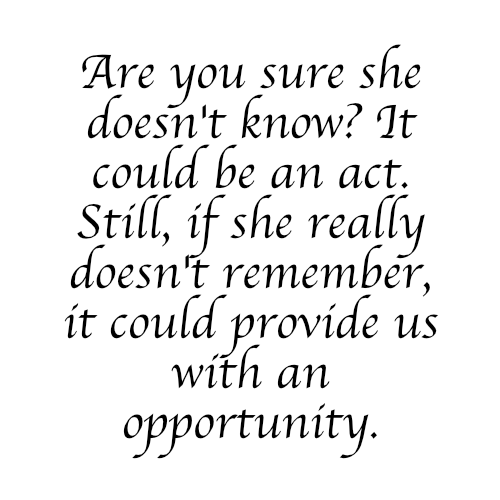 Are you sure she
doesn't know? It
could be an act.
Still, if she really
doesn't remember,
it could provide us
with an
opportunity.